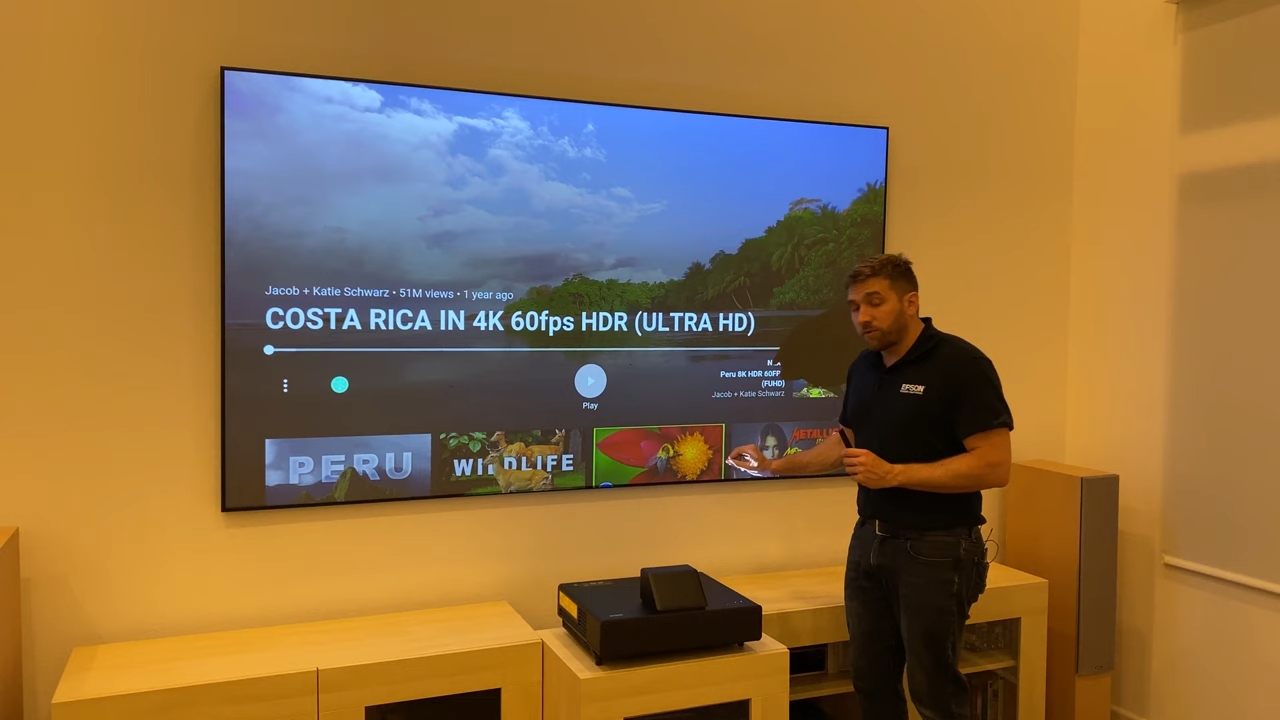 Jacob + Katie Schwarz • 51M views • 1 year ago
COSTA RICA IN 4K 60fps HDR (ULTRA HD)
Peru 8K HDR 60FP
(FUHD)
Jacob + Katie Schwarz
Play
PERU
WILDLIFE
METALLIC
EPSON